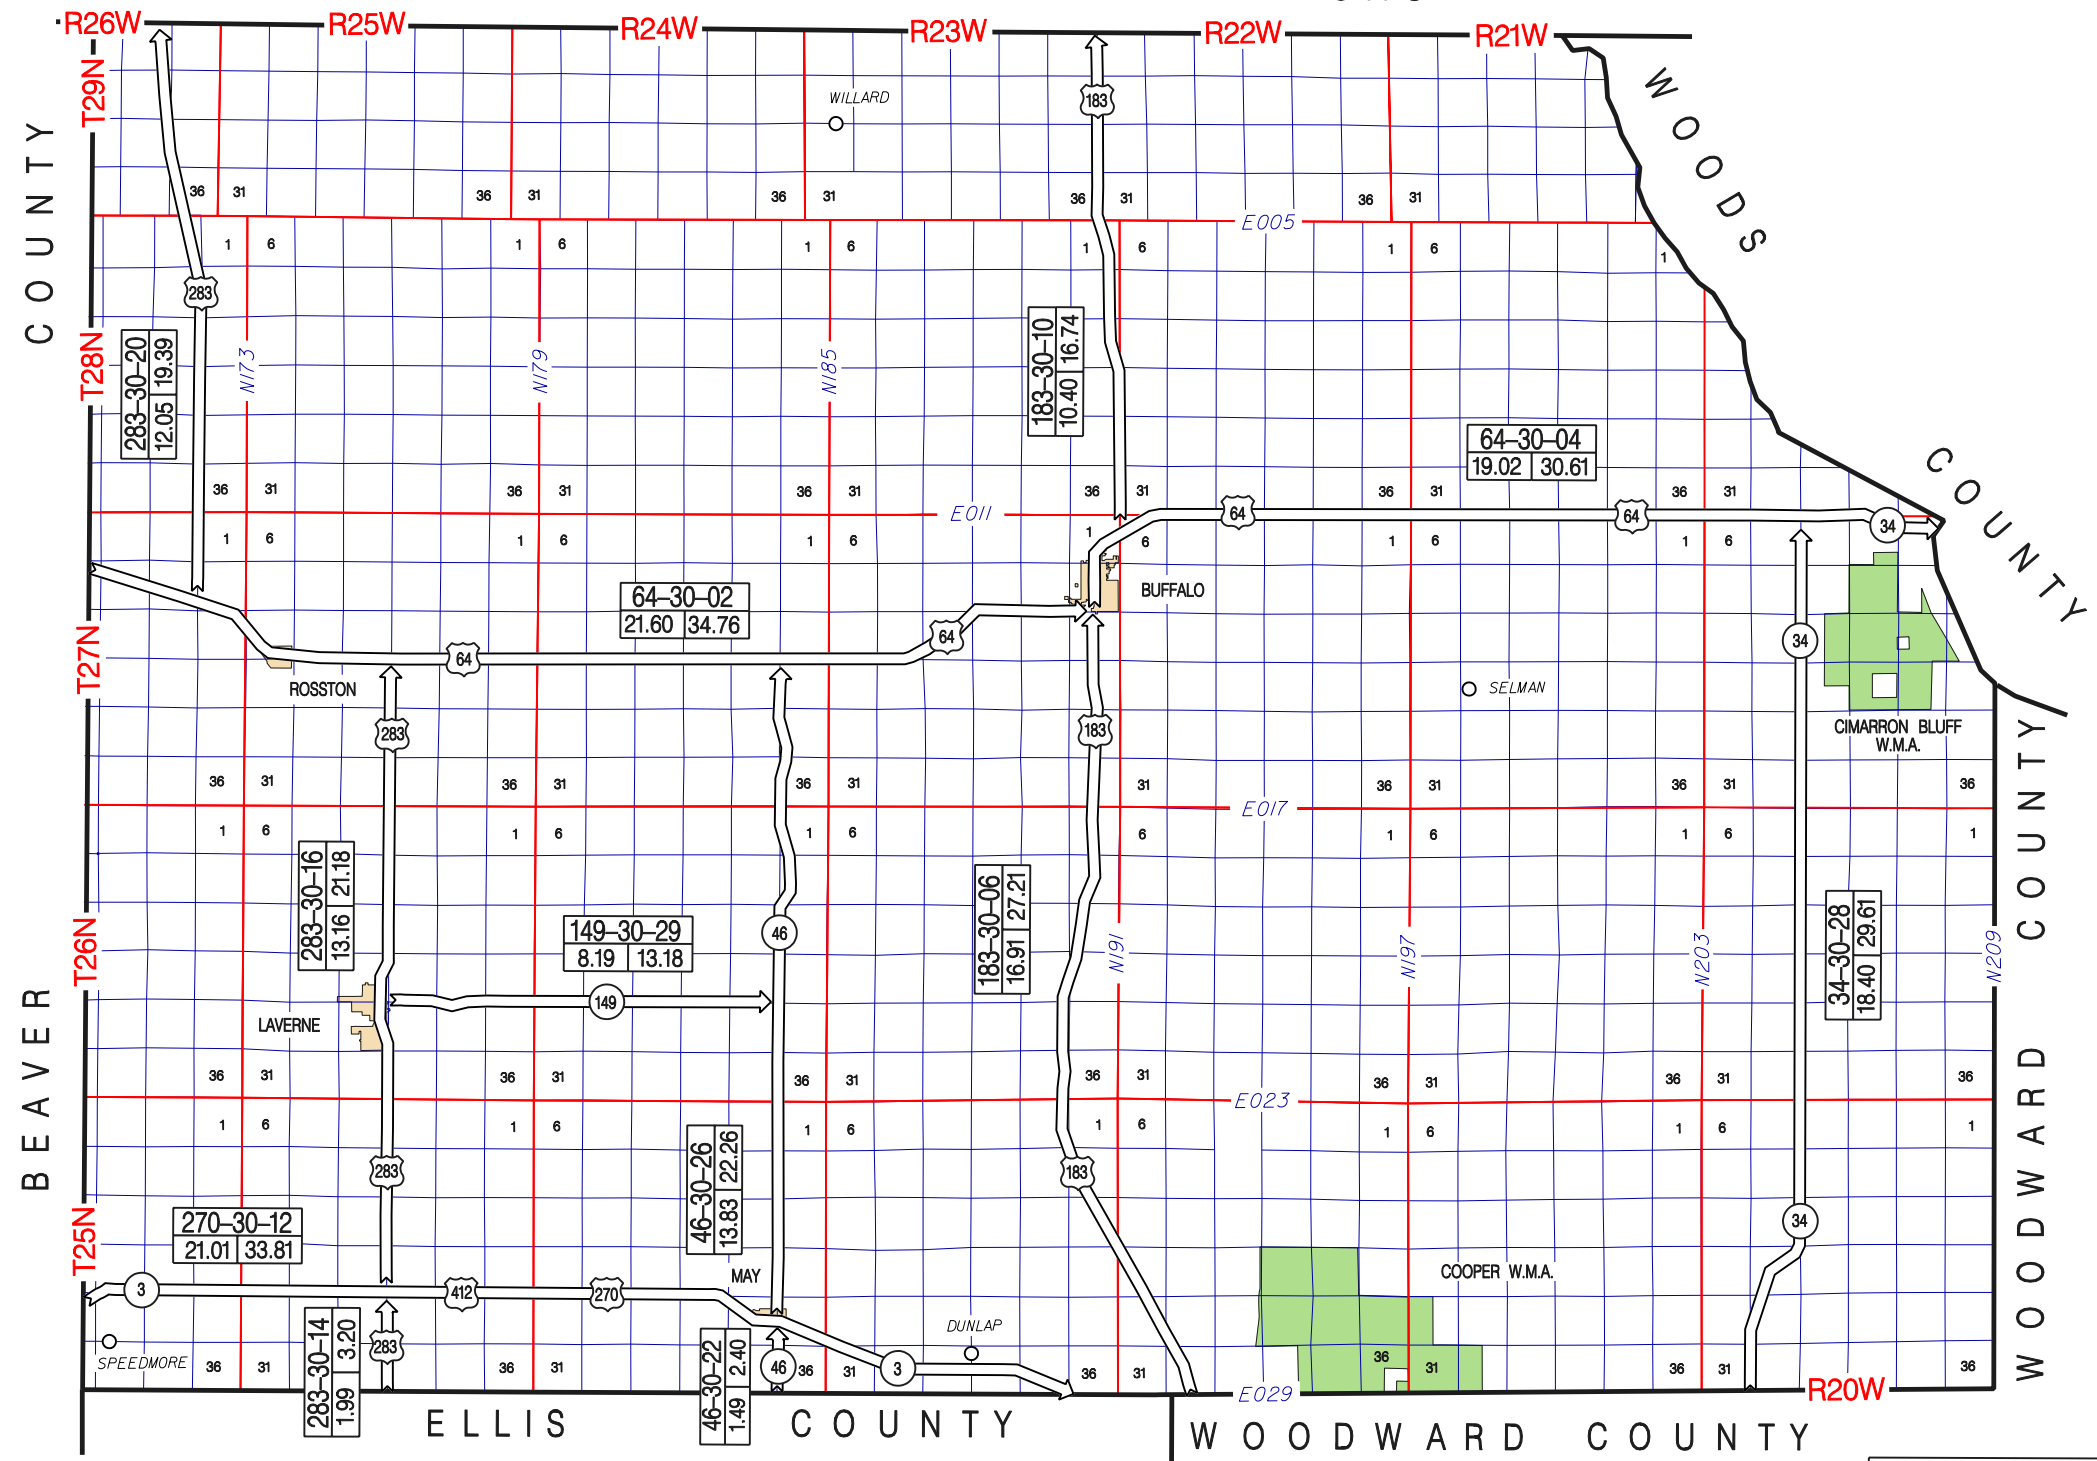 R26W R25W R24W R23W R22W R21W
T29N
WILLARD
183
WOODS
COUNTY
36 31 36 31 36 31 36 31 36 31
E005
1 6 1 6 1 6 1 6 1 6 1
283
T28N
283-30-20
12.05 19.39
N173 N179 N185
183-30-10
10.40 16.74
64-30-04
19.02 30.61
COUNTY
36 31 36 31 36 31 36 31 36 31 36 31
E011
64 64 34
1 6 1 6 1 6 1 6 1 6 1 6
BUFFALO
64-30-02
21.60 34.76
T27N
64 64 34
ROSSTON
SELMAN
283 183
CIMARRON BLUFF
W.M.A.
36 31 36 31 36 31 31 36 31 36 31 36
E017
1 6 1 6 1 6 6 1 6 1 6 1
283-30-16
13.16 21.18
183-30-06
16.91 27.21
34-30-28
18.40 29.61
T26N
149-30-29
8.19 13.18
46
N191 N197 N203 N209
149
LAVERNE
BEAVER
WOODWARD COUNTY
36 31 36 31 36 31 36 31 36 31 36 31 36
E023
1 6 1 6 1 6 1 6 1 6 1 6 1
283 183
46-30-26
13.83 22.26
T25N
270-30-12
21.01 33.81
34
MAY
COOPER W.M.A.
3 412 270
283-30-14
1.99 3.20
283
46-30-22
1.49 2.40
DUNLAP
SPEEDMORE
46 3
36 31 36 31 36 31 36 31 36 31 36 31 36
E029
R20W
ELLIS COUNTY
WOODWARD COUNTY